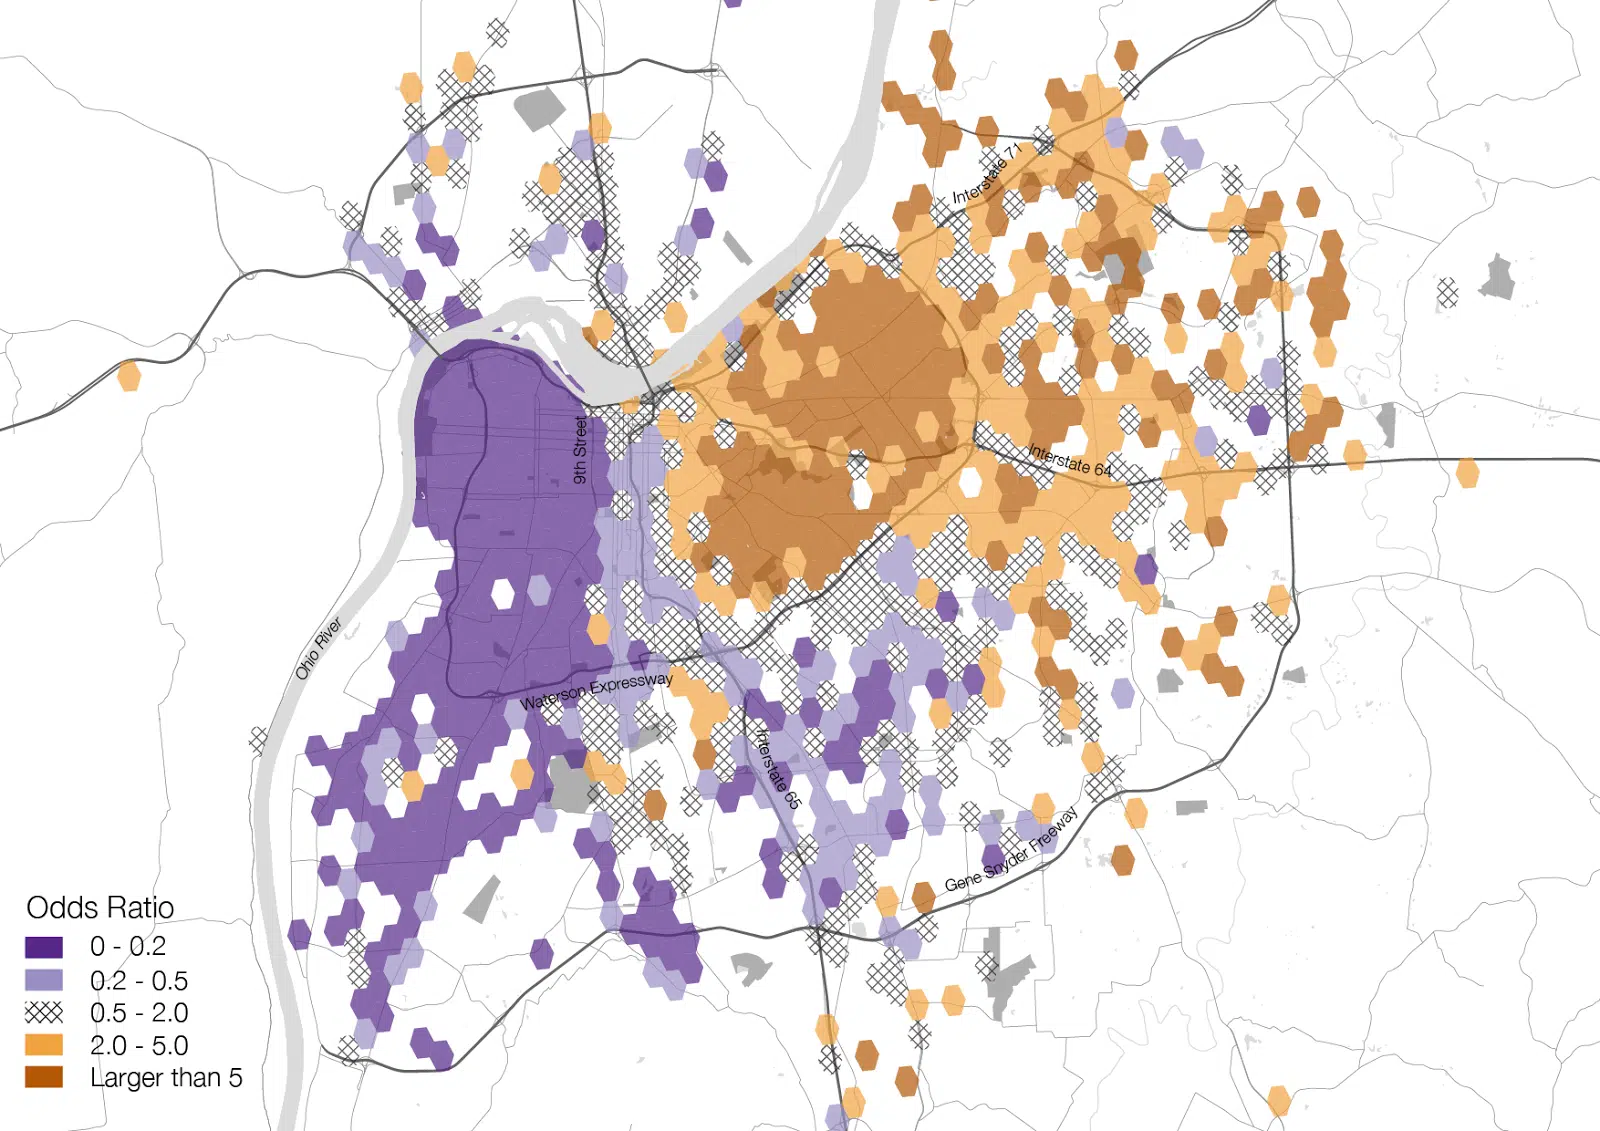 Interstate 71
9th Street
Interstate 64
Ohio River
Waterson Expressway
Interstate 65
Gene Snyder Freeway
Odds Ratio
0 - 0.2
0.2 - 0.5
0.5 - 2.0
2.0 - 5.0
Larger than 5